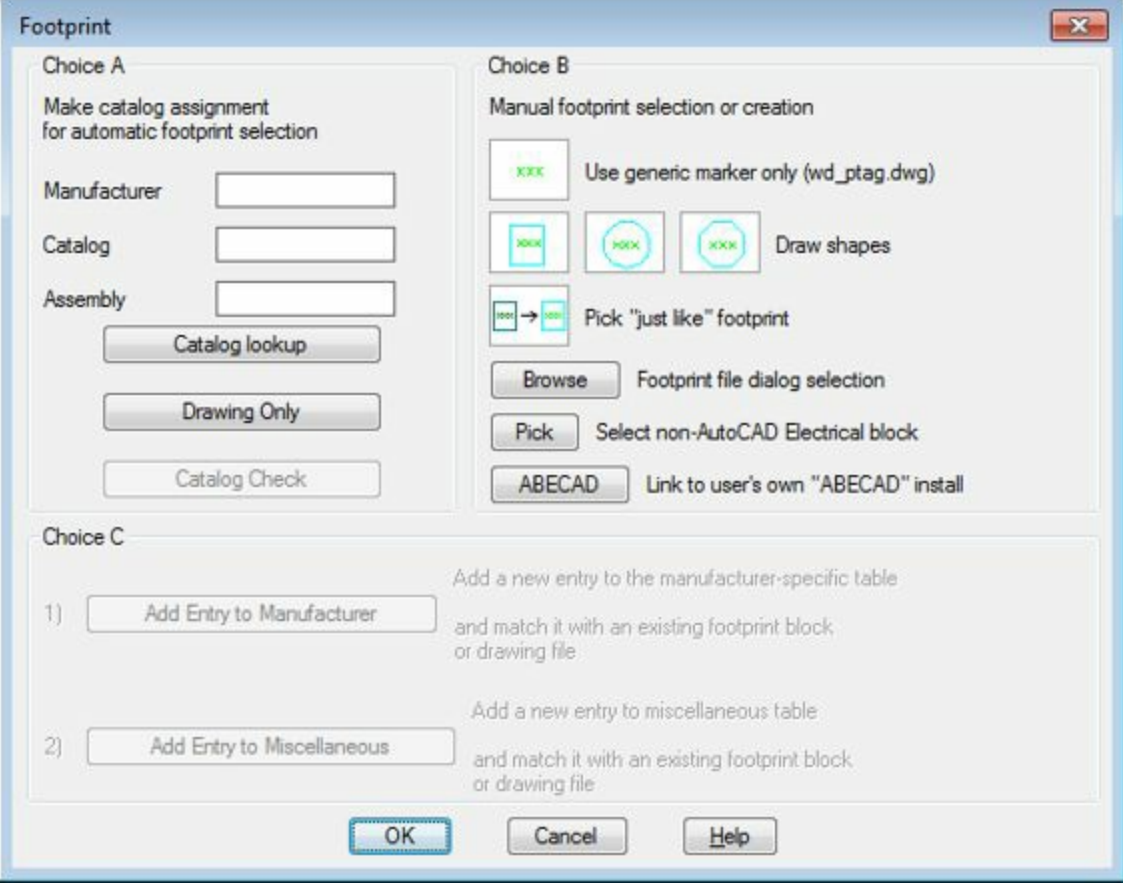 Footprint
Choice A
Make catalog assignment
for automatic footprint selection
Manufacturer
Catalog
Assembly
Catalog lookup
Drawing Only
Catalog Check
Choice B
Manual footprint selection or creation
xxx
Use generic marker only (wd_ptag.dwg)
xxx
xxx
xxx
Draw shapes
xxx → xxx
Pick "just like" footprint
Browse
Footprint file dialog selection
Pick
Select non-AutoCAD Electrical block
ABECAD
Link to user's own "ABECAD" install
Choice C
1)
Add Entry to Manufacturer
Add a new entry to the manufacturer-specific table
and match it with an existing footprint block
or drawing file
2)
Add Entry to Miscellaneous
Add a new entry to miscellaneous table
and match it with an existing footprint block
or drawing file
OK
Cancel
Help